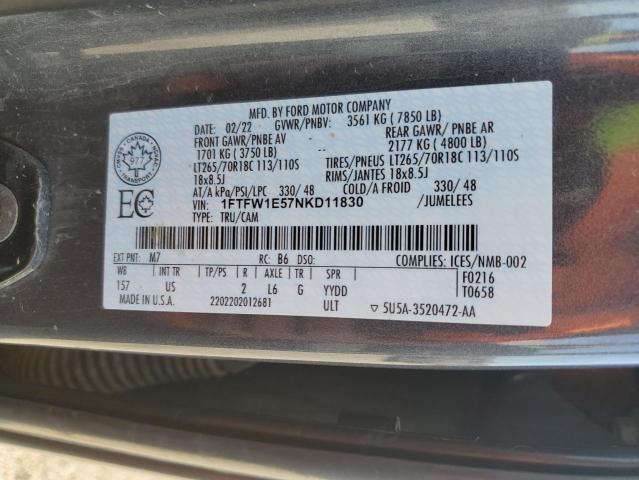 MFD. BY FORD MOTOR COMPANY
DATE: 02/22 GVWR/PNBV: 3561 KG ( 7850 LB)
FRONT GAWR/PNBE AV REAR GAWR/ PNBE AR
1701 KG ( 3750 LB) -- 2177 KG ( 4800 LB)
LT265/70R18C 113/110S TIRES/PNEUS LT265/70R18C 113/110S
18x8.5J RIMS/JANTES 18x8.5J
AT/A kPa/PSI/LPC 330/ 48 COLD/A FROID 330/ 48
VIN: 1FTFW1E57NKD11830 /JUMELEES
TYPE: TRU/CAM
CANADA
977
TRANSPORT
EC
EXT PNT: M7 RC: B6 DSO: COMPLIES: ICES/NMB-002
WB INT TR TP/PS R AXLE TR SPR F0216
157 US 2 L6 G YYDD T0658
MADE IN U.S.A. 2202202012681 ULT ▽ 5U5A-3520472-AA